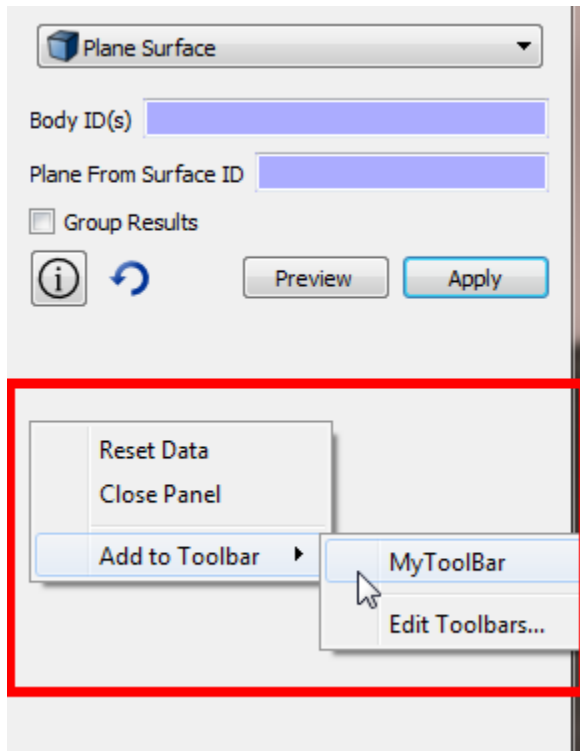 Plane Surface
Body ID(s)
Plane From Surface ID
Group Results
i
Preview Apply
Reset Data
Close Panel
Add to Toolbar
MyToolBar
Edit Toolbars...